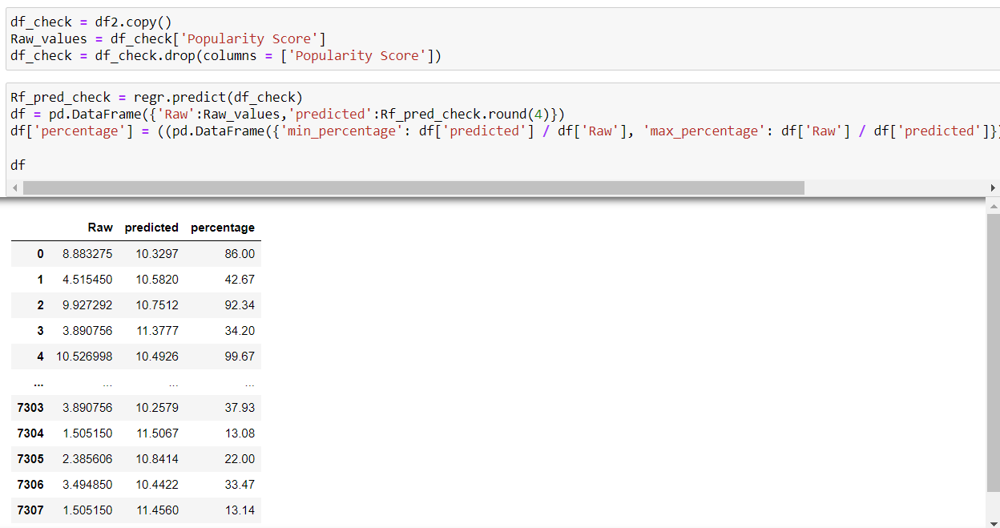 df_check = df2.copy()
Raw_values = df_check['Popularity Score']
df_check = df_check.drop(columns = ['Popularity Score'])
Rf_pred_check = regr.predict(df_check)
df = pd.DataFrame({'Raw':Raw_values,'predicted':Rf_pred_check.round(4)})
df['percentage'] = ((pd.DataFrame({'min_percentage': df['predicted'] / df['Raw'], 'max_percentage': df['Raw'] / df['predicted']})
df
Raw predicted percentage
0 8.883275 10.3297 86.00
1 4.515450 10.5820 42.67
2 9.927292 10.7512 92.34
3 3.890756 11.3777 34.20
4 10.526998 10.4926 99.67
... ... ... ...
7303 3.890756 10.2579 37.93
7304 1.505150 11.5067 13.08
7305 2.385606 10.8414 22.00
7306 3.494850 10.4422 33.47
7307 1.505150 11.4560 13.14